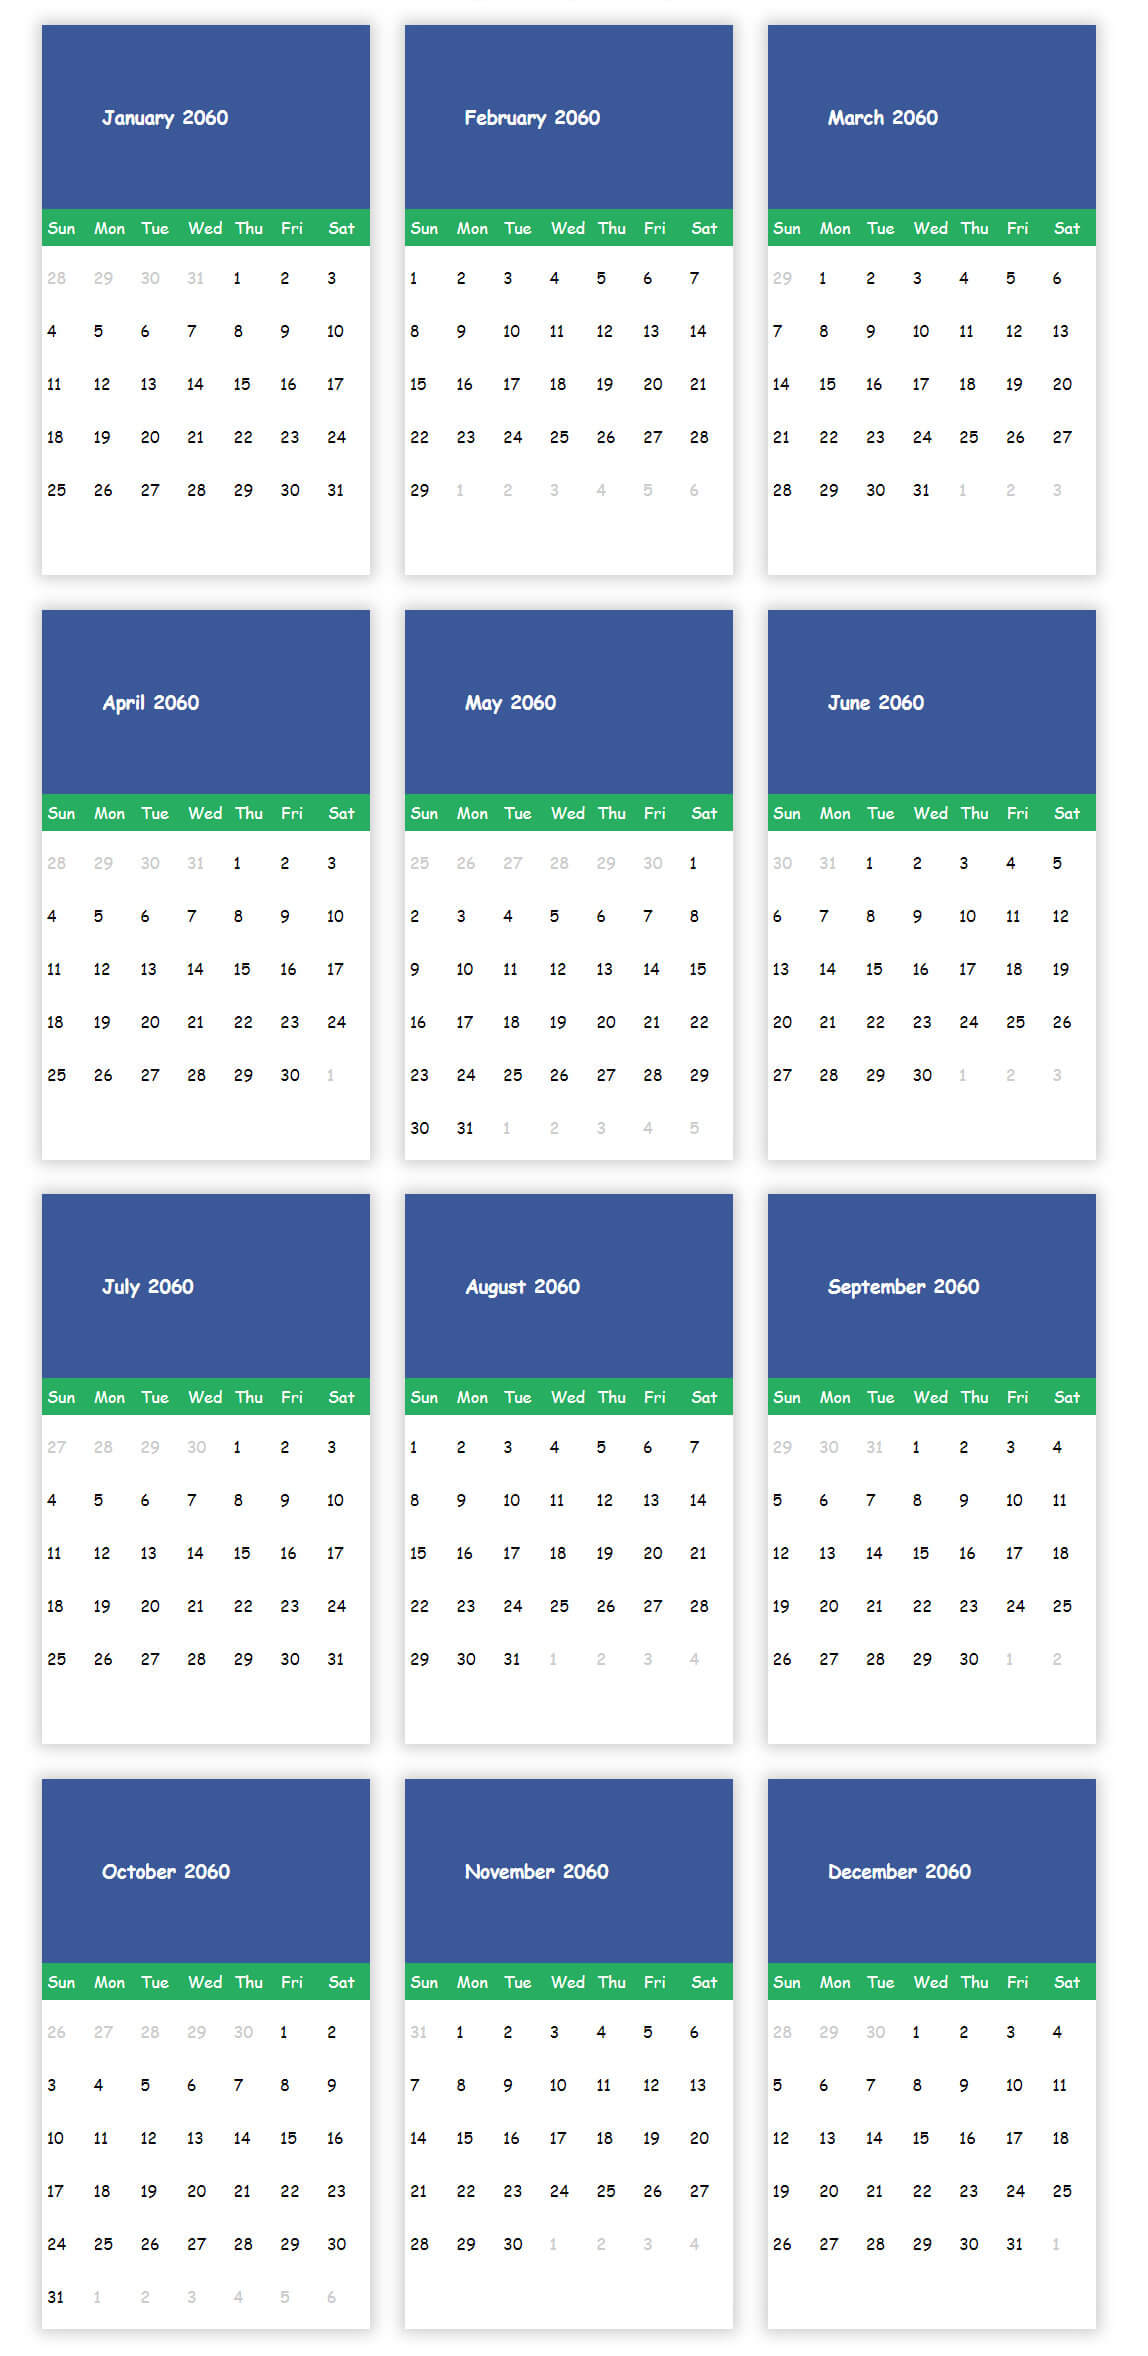 January 2060
Sun Mon Tue Wed Thu Fri Sat
28 29 30 31 1 2 3
4 5 6 7 8 9 10
11 12 13 14 15 16 17
18 19 20 21 22 23 24
25 26 27 28 29 30 31
February 2060
Sun Mon Tue Wed Thu Fri Sat
1 2 3 4 5 6 7
8 9 10 11 12 13 14
15 16 17 18 19 20 21
22 23 24 25 26 27 28
29 1 2 3 4 5 6
March 2060
Sun Mon Tue Wed Thu Fri Sat
29 1 2 3 4 5 6
7 8 9 10 11 12 13
14 15 16 17 18 19 20
21 22 23 24 25 26 27
28 29 30 31 1 2 3
April 2060
Sun Mon Tue Wed Thu Fri Sat
28 29 30 31 1 2 3
4 5 6 7 8 9 10
11 12 13 14 15 16 17
18 19 20 21 22 23 24
25 26 27 28 29 30 1
May 2060
Sun Mon Tue Wed Thu Fri Sat
25 26 27 28 29 30 1
2 3 4 5 6 7 8
9 10 11 12 13 14 15
16 17 18 19 20 21 22
23 24 25 26 27 28 29
30 31 1 2 3 4 5
June 2060
Sun Mon Tue Wed Thu Fri Sat
30 31 1 2 3 4 5
6 7 8 9 10 11 12
13 14 15 16 17 18 19
20 21 22 23 24 25 26
27 28 29 30 1 2 3
July 2060
Sun Mon Tue Wed Thu Fri Sat
27 28 29 30 1 2 3
4 5 6 7 8 9 10
11 12 13 14 15 16 17
18 19 20 21 22 23 24
25 26 27 28 29 30 31
August 2060
Sun Mon Tue Wed Thu Fri Sat
1 2 3 4 5 6 7
8 9 10 11 12 13 14
15 16 17 18 19 20 21
22 23 24 25 26 27 28
29 30 31 1 2 3 4
September 2060
Sun Mon Tue Wed Thu Fri Sat
29 30 31 1 2 3 4
5 6 7 8 9 10 11
12 13 14 15 16 17 18
19 20 21 22 23 24 25
26 27 28 29 30 1 2
October 2060
Sun Mon Tue Wed Thu Fri Sat
26 27 28 29 30 1 2
3 4 5 6 7 8 9
10 11 12 13 14 15 16
17 18 19 20 21 22 23
24 25 26 27 28 29 30
31 1 2 3 4 5 6
November 2060
Sun Mon Tue Wed Thu Fri Sat
31 1 2 3 4 5 6
7 8 9 10 11 12 13
14 15 16 17 18 19 20
21 22 23 24 25 26 27
28 29 30 1 2 3 4
December 2060
Sun Mon Tue Wed Thu Fri Sat
28 29 30 1 2 3 4
5 6 7 8 9 10 11
12 13 14 15 16 17 18
19 20 21 22 23 24 25
26 27 28 29 30 31 1